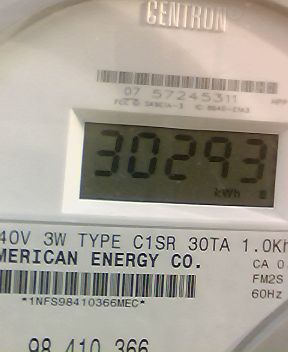 CENTRON
07 57245311
30293
kWh
40V 3W TYPE C1SR 30TA 1.0Kh
MERICAN ENERGY CO.
CA 0.
FM2S
60Hz
*1NFS98410366MEC*
98 410 366